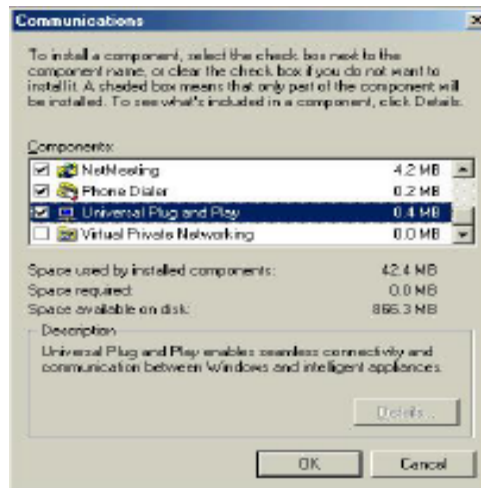 Communications
To install a component, select the check box next to the
component name, or clear the check box if you do not want to
install it. A shaded box means that only part of the component will
be installed. To see what's included in a component, click Details.
Components:
NetMeeting 4.2 MB
Phone Dialer 0.2 MB
Universal Plug and Play 0.4 MB
Virtual Private Networking 0.0 MB
Space used by installed components: 42.4 MB
Space required: 0.0 MB
Space available on disk: 866.3 MB
Description
Universal Plug and Play enables seamless connectivity and
communication between Windows and intelligent appliances.
Details...
OK Cancel